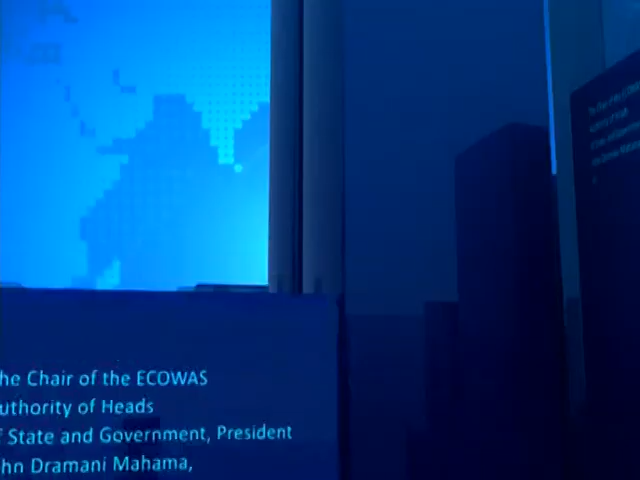 he Chair of the ECOWAS
uthority of Heads
f State and Government, President
hn Dramani Mahama,